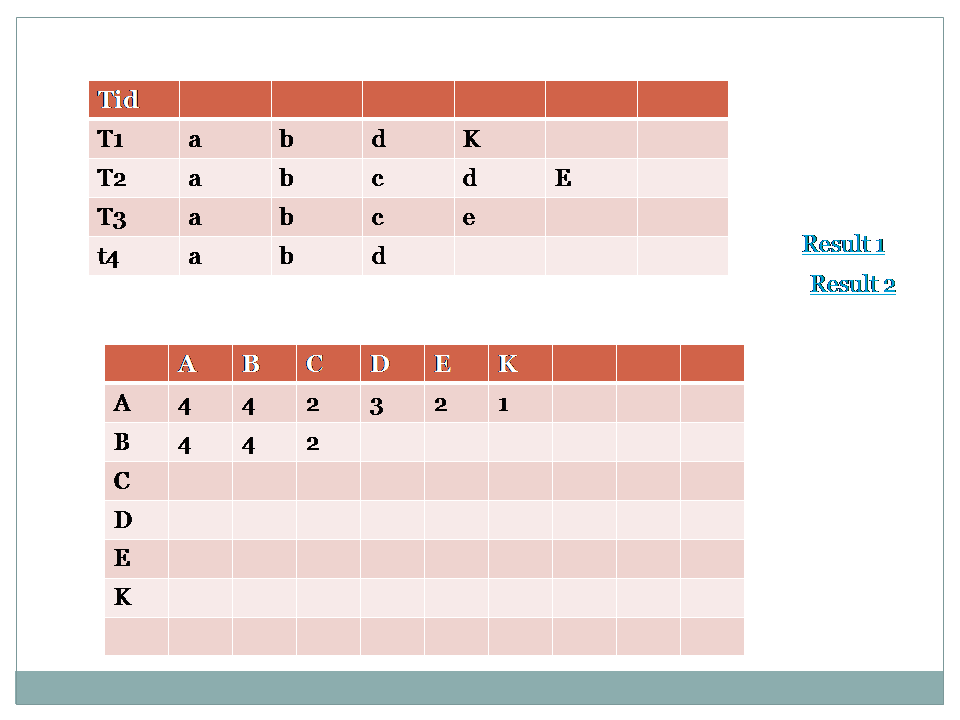 Tid
T1 a b d K
T2 a b c d E
T3 a b c e
t4 a b d
Result 1
Result 2
A B C D E K
A 4 4 2 3 2 1
B 4 4 2
C
D
E
K